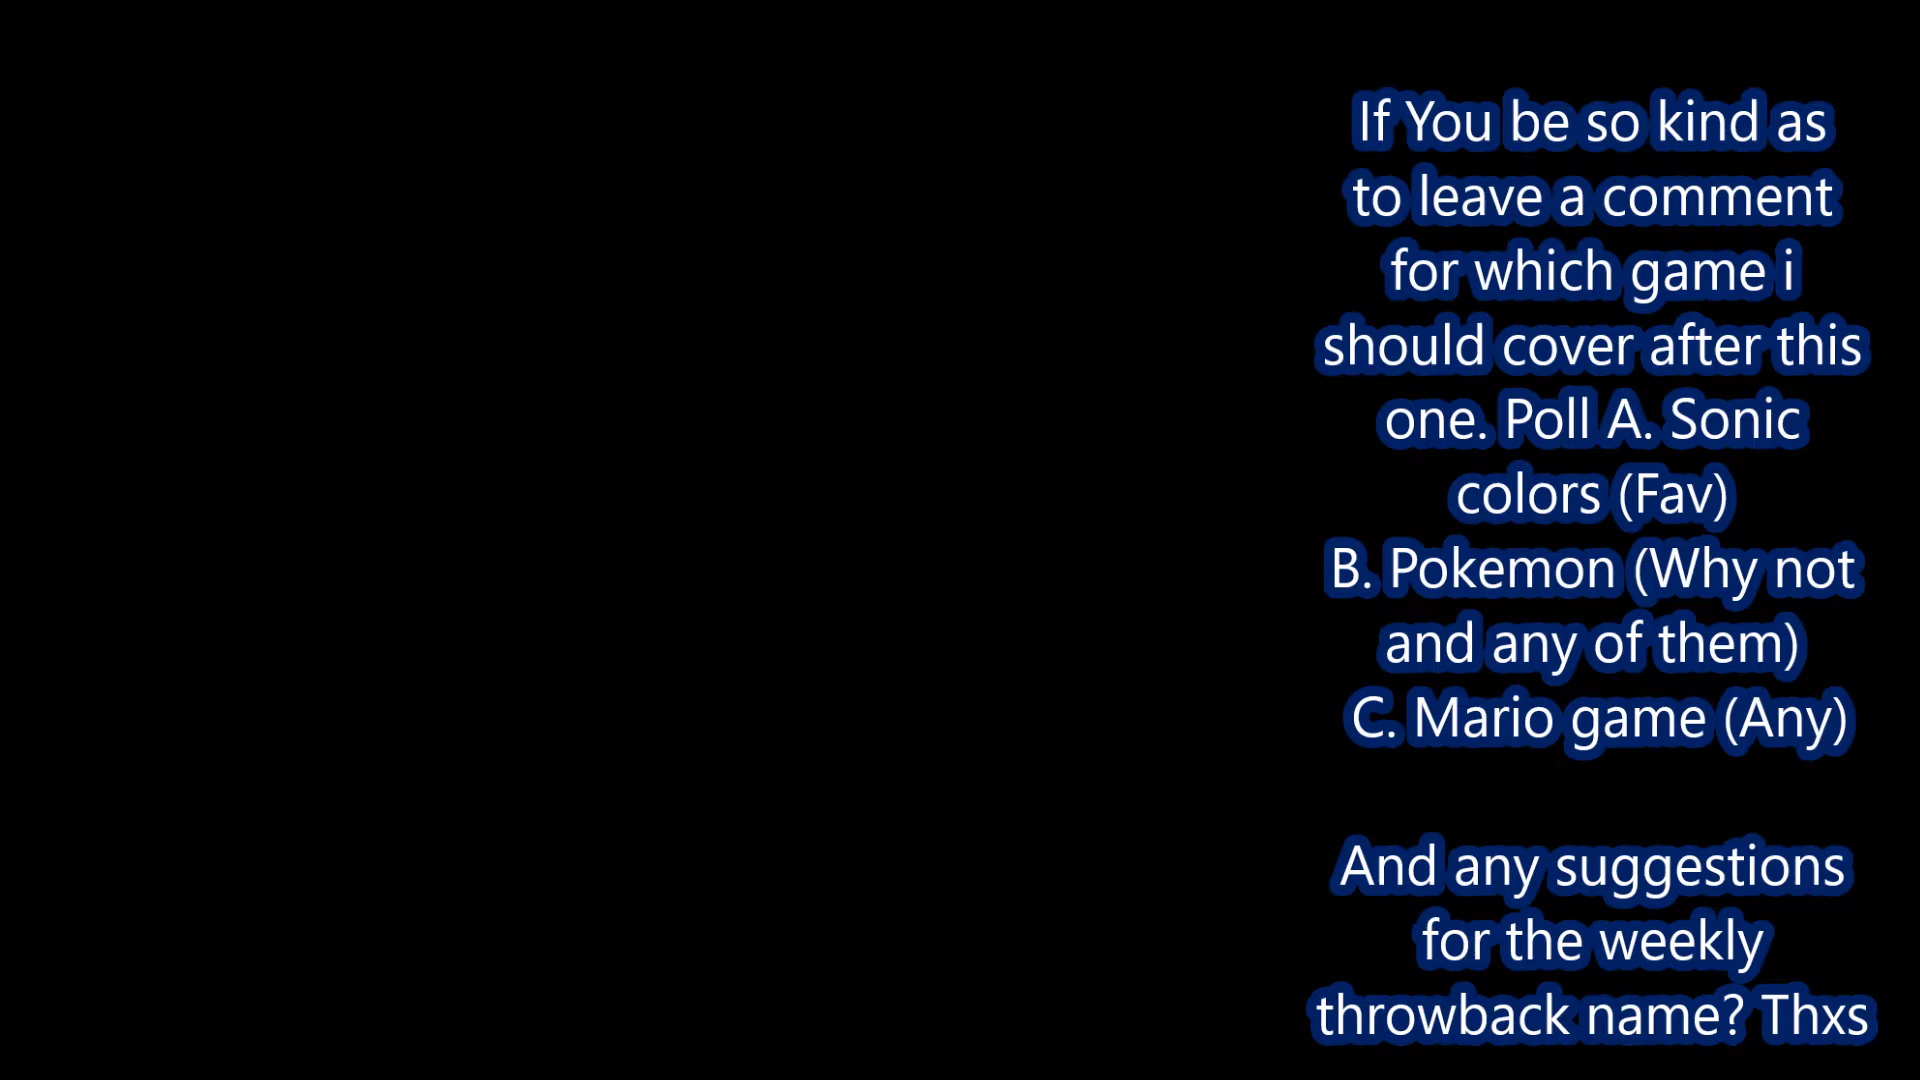 If You be so kind as
to leave a comment
for which game i
should cover after this
one. Poll A. Sonic
colors (Fav)
B. Pokemon (Why not
and any of them)
C. Mario game (Any)
And any suggestions
for the weekly
throwback name? Thxs